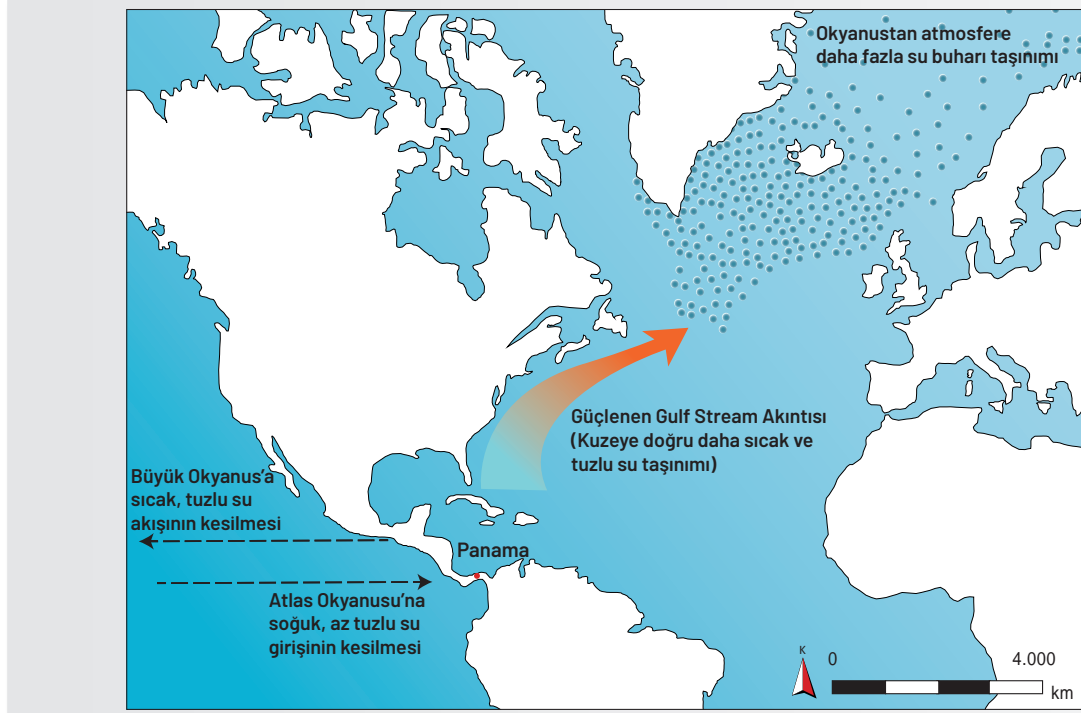 Okyanustan atmosfere
daha fazla su buharı taşınımı
Güçlenen Gulf Stream Akıntısı
(Kuzeye doğru daha sıcak ve
tuzlu su taşınımı)
Büyük Okyanus’a
sıcak, tuzlu su
akışının kesilmesi
Panama
Atlas Okyanusu’na
soğuk, az tuzlu su
girişinin kesilmesi
K
0 4.000
km